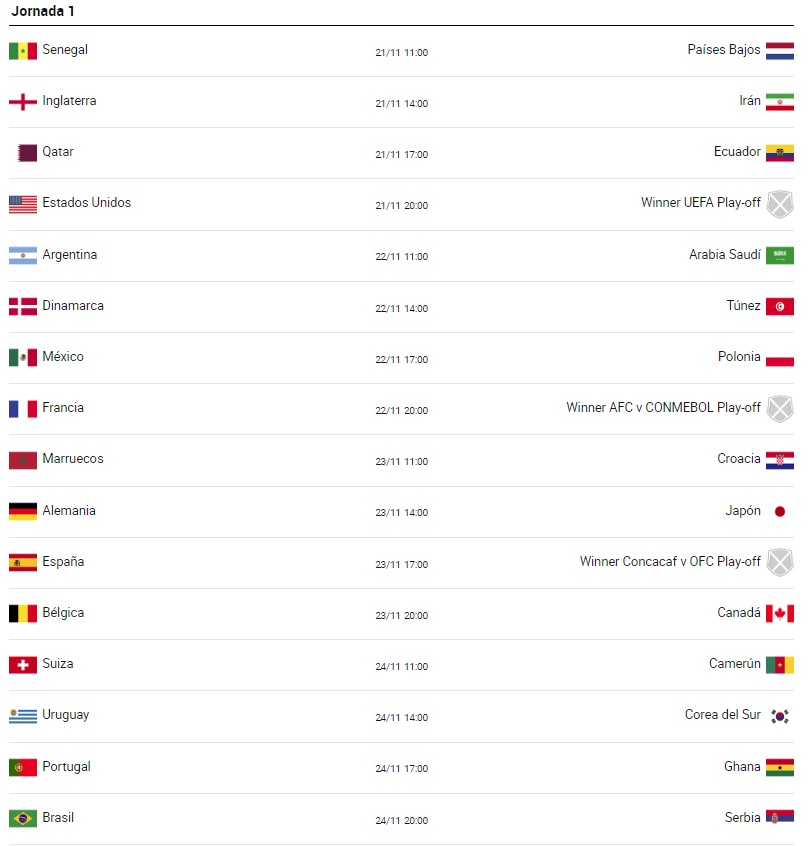 Jornada 1
Senegal 21/11 11:00 Países Bajos
Inglaterra 21/11 14:00 Irán
Qatar 21/11 17:00 Ecuador
Estados Unidos 21/11 20:00 Winner UEFA Play-off
Argentina 22/11 11:00 Arabia Saudí
Dinamarca 22/11 14:00 Túnez
México 22/11 17:00 Polonia
Francia 22/11 20:00 Winner AFC v CONMEBOL Play-off
Marruecos 23/11 11:00 Croacia
Alemania 23/11 14:00 Japón
España 23/11 17:00 Winner Concacaf v OFC Play-off
Bélgica 23/11 20:00 Canadá
Suiza 24/11 11:00 Camerún
Uruguay 24/11 14:00 Corea del Sur
Portugal 24/11 17:00 Ghana
Brasil 24/11 20:00 Serbia